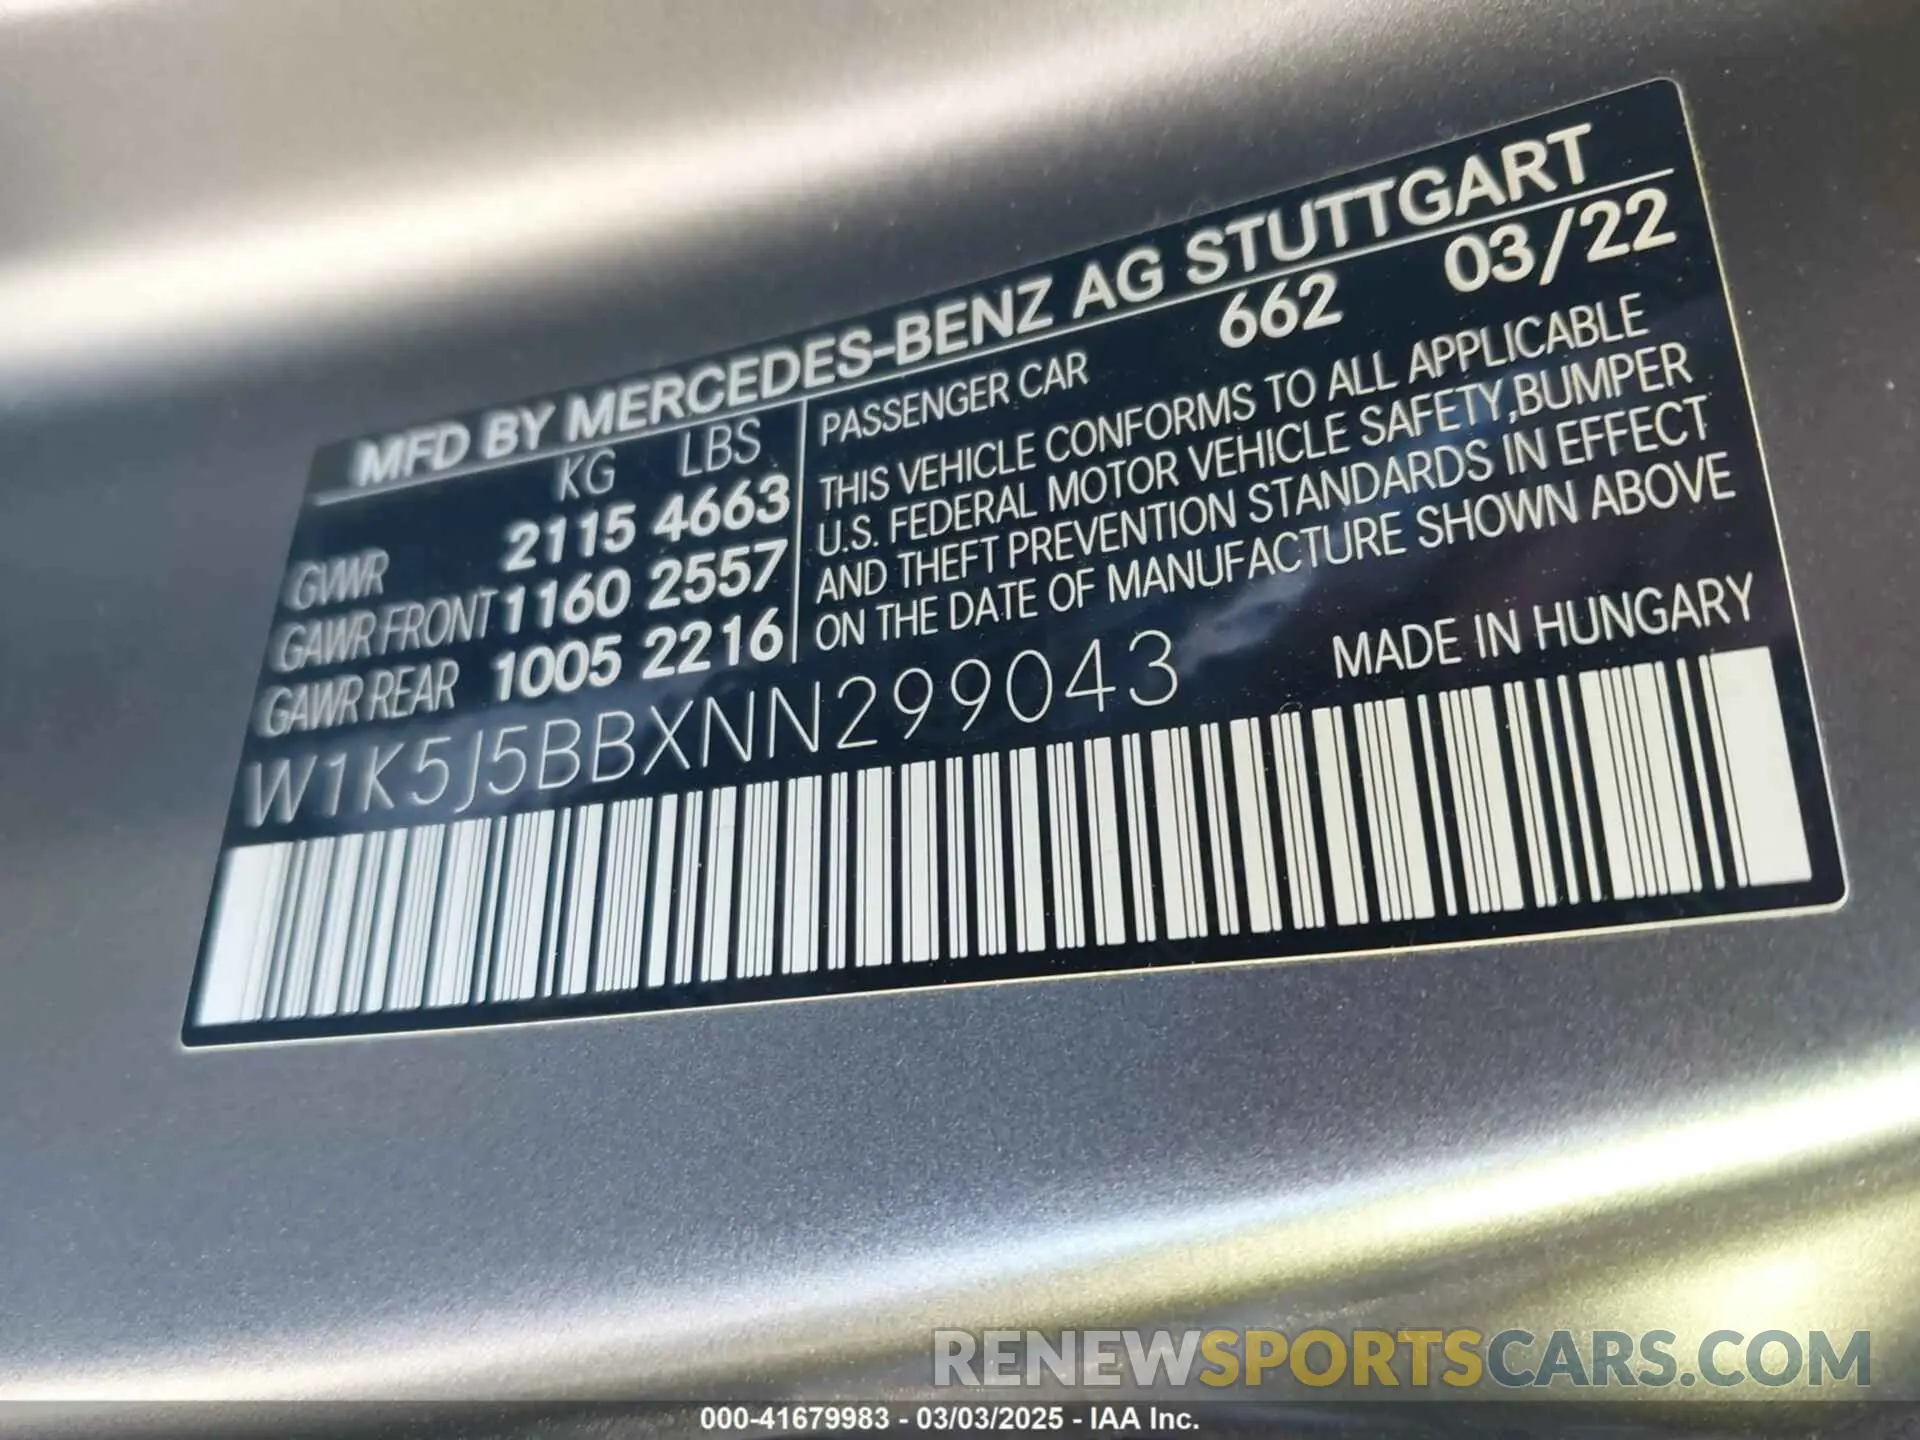 MFD BY MERCEDES-BENZ AG STUTTGART
KG LBS
GVWR 2115 4663
GAWR FRONT 1160 2557
GAWR REAR 1005 2216
PASSENGER CAR 662 03/22
THIS VEHICLE CONFORMS TO ALL APPLICABLE
U.S. FEDERAL MOTOR VEHICLE SAFETY,BUMPER
AND THEFT PREVENTION STANDARDS IN EFFECT
ON THE DATE OF MANUFACTURE SHOWN ABOVE
W1K5J5BBXNN299043 MADE IN HUNGARY
RENEWSPORTSCARS.COM
000-41679983 - 03/03/2025 - IAA Inc.